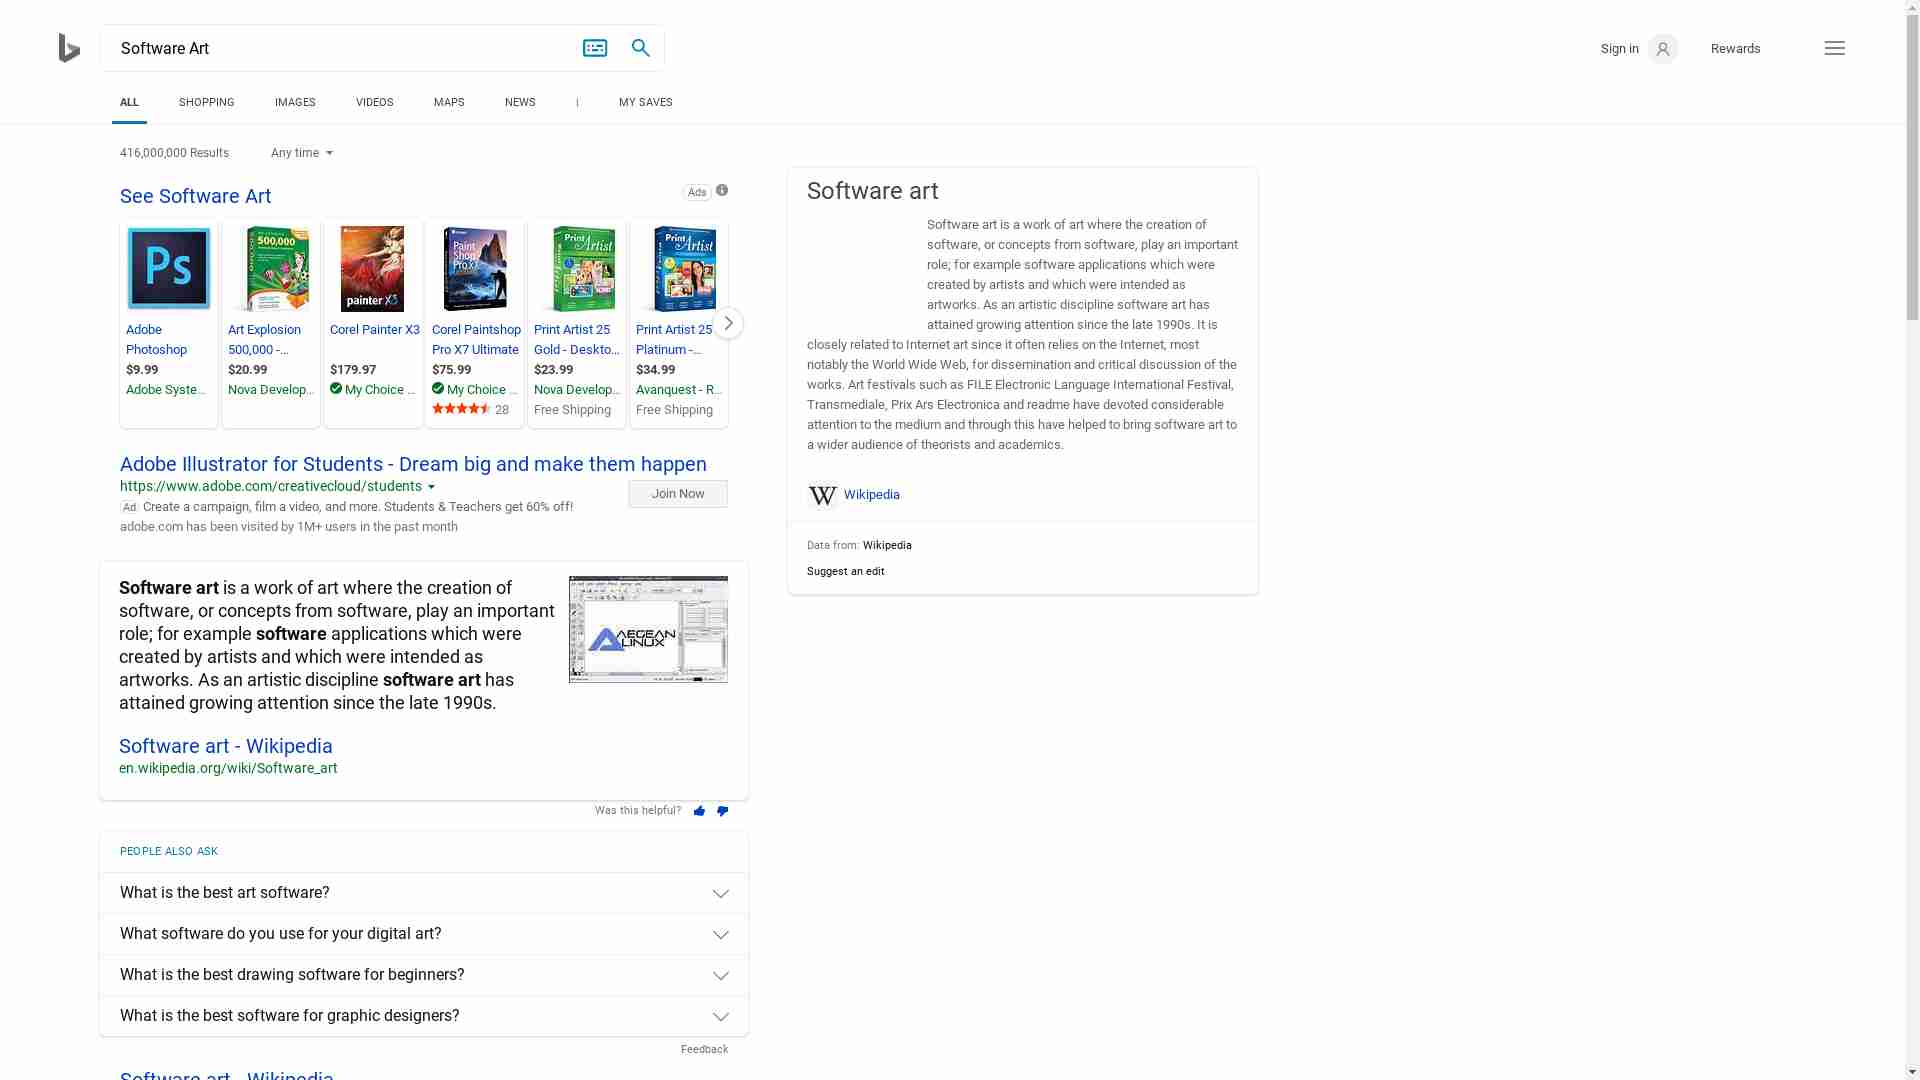 Software Art
Sign in
Rewards
ALL
SHOPPING
IMAGES
VIDEOS
MAPS
NEWS
|
MY SAVES
416,000,000 Results
Any time
See Software Art
Ads
Ps
500,000
painter X3
Paint
Shop
Pro X7
Print
Artist
Print
Artist
Adobe
Photoshop
$9.99
Adobe Syste...
Art Explosion
500,000 -...
$20.99
Nova Develop...
Corel Painter X3
$179.97
My Choice ...
Corel Paintshop
Pro X7 Ultimate
$75.99
My Choice ...
28
Print Artist 25
Gold - Deskto...
$23.99
Nova Develop...
Free Shipping
Print Artist 25
Platinum -...
$34.99
Avanquest - R...
Free Shipping
Adobe Illustrator for Students - Dream big and make them happen
https://www.adobe.com/creativecloud/students
Join Now
Ad Create a campaign, film a video, and more. Students & Teachers get 60% off!
adobe.com has been visited by 1M+ users in the past month
Software art is a work of art where the creation of
software, or concepts from software, play an important
role; for example software applications which were
created by artists and which were intended as
artworks. As an artistic discipline software art has
attained growing attention since the late 1990s.
AEGEAN
LINUX
Software art - Wikipedia
en.wikipedia.org/wiki/Software_art
Was this helpful?
PEOPLE ALSO ASK
What is the best art software?
What software do you use for your digital art?
What is the best drawing software for beginners?
What is the best software for graphic designers?
Feedback
Software art - Wikipedia
Software art
Software art is a work of art where the creation of
software, or concepts from software, play an important
role; for example software applications which were
created by artists and which were intended as
artworks. As an artistic discipline software art has
attained growing attention since the late 1990s. It is
closely related to Internet art since it often relies on the Internet, most
notably the World Wide Web, for dissemination and critical discussion of the
works. Art festivals such as FILE Electronic Language International Festival,
Transmediale, Prix Ars Electronica and readme have devoted considerable
attention to the medium and through this have helped to bring software art to
a wider audience of theorists and academics.
W Wikipedia
Data from: Wikipedia
Suggest an edit